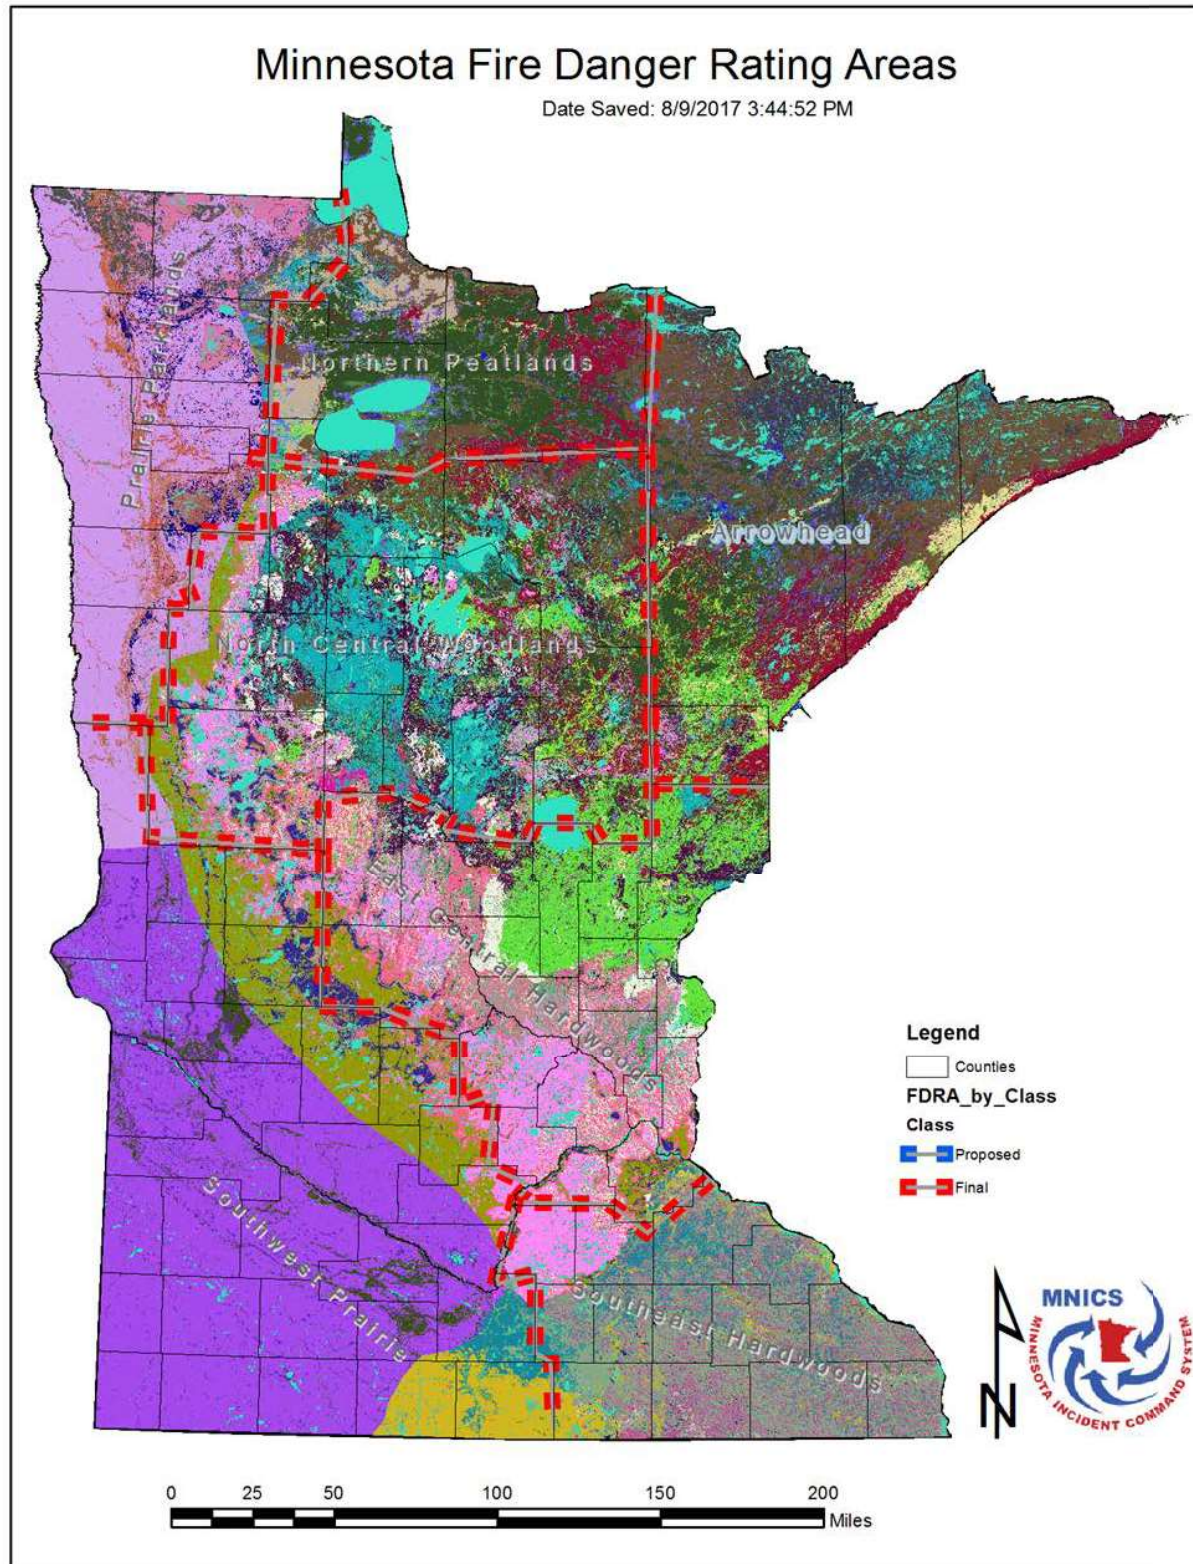 Minnesota Fire Danger Rating Areas
Date Saved: 8/9/2017 3:44:52 PM
Prairie Parklands
Northern Peatlands
Arrowhead
North Central Woodlands
East Central Hardwoods
Southwest Prairie
Southeast Hardwoods
Legend
Counties
FDRA_by_Class
Class
Proposed
Final
MNICS
MINNESOTA INCIDENT COMMAND SYSTEM
N
0 25 50 100 150 200
Miles